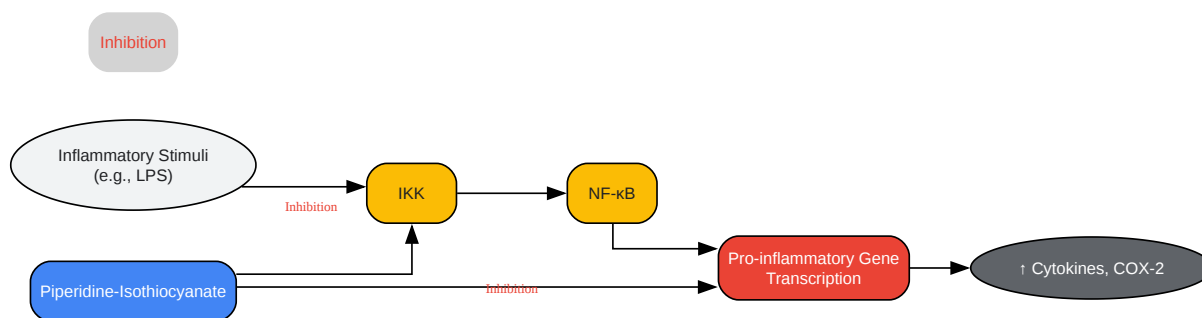 Inhibition
Inflammatory Stimuli
(e.g., LPS)
IKK
NF-κB
Inhibition
Pro-inflammatory Gene
Transcription
↑ Cytokines, COX-2
Piperidine-Isothiocyanate
Inhibition